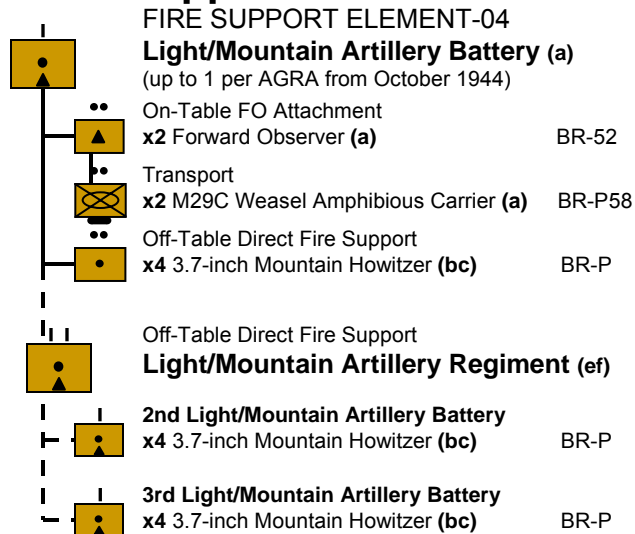 FIRE SUPPORT ELEMENT-04
Light/Mountain Artillery Battery (a)
(up to 1 per AGRA from October 1944)
On-Table FO Attachment
x2 Forward Observer (a) BR-52
Transport
x2 M29C Weasel Amphibious Carrier (a) BR-P58
Off-Table Direct Fire Support
x4 3.7-inch Mountain Howitzer (bc) BR-P
Off-Table Direct Fire Support
Light/Mountain Artillery Regiment (ef)
2nd Light/Mountain Artillery Battery
x4 3.7-inch Mountain Howitzer (bc) BR-P
3rd Light/Mountain Artillery Battery
x4 3.7-inch Mountain Howitzer (bc) BR-P